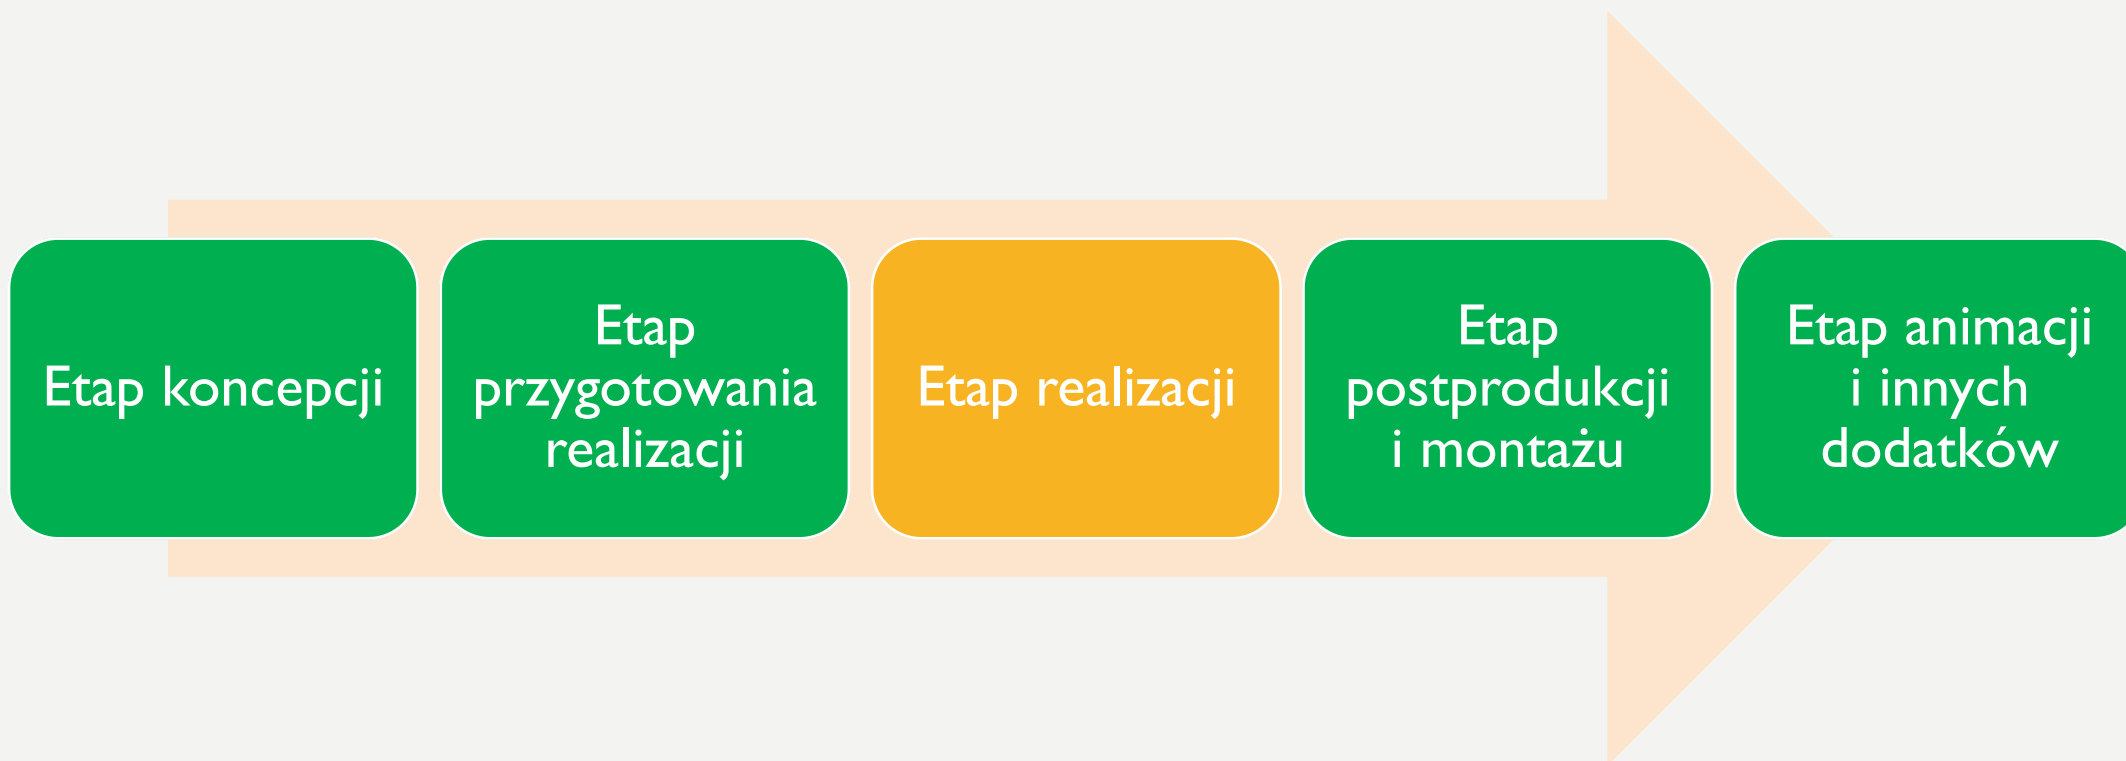 Etap koncepcji
Etap
przygotowania
realizacji
Etap realizacji
Etap
postprodukcji
i montażu
Etap animacji
i innych
dodatków